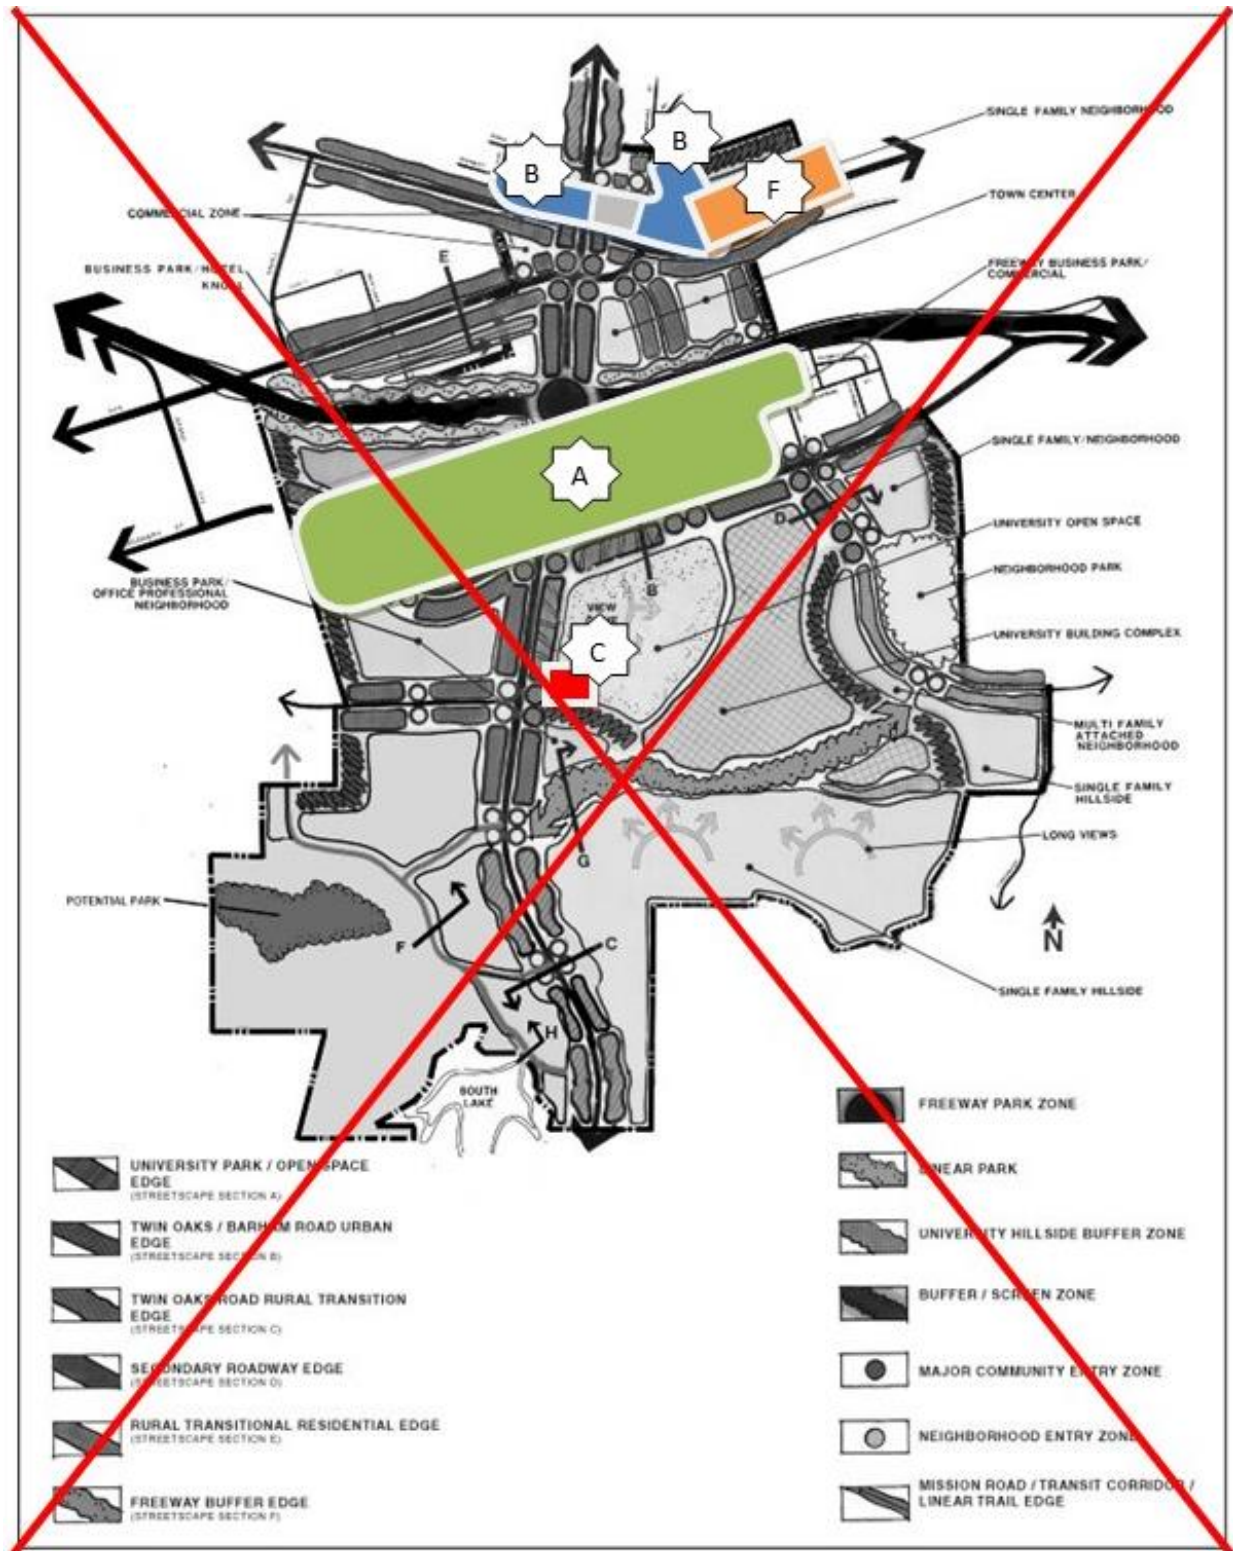 SINGLE FAMILY NEIGHBORHOOD
B
B
F
TOWN CENTER
COMMERCIAL ZONE
E
FREEWAY BUSINESS PARK/
COMMERCIAL
BUSINESS PARK/HOTEL
KNOLL
A
SINGLE FAMILY/NEIGHBORHOOD
D
UNIVERSITY OPEN SPACE
NEIGHBORHOOD PARK
BUSINESS PARK/
OFFICE PROFESSIONAL
NEIGHBORHOOD
B
VIEW
C
UNIVERSITY BUILDING COMPLEX
MULTI FAMILY
ATTACHED
NEIGHBORHOOD
SINGLE FAMILY
HILLSIDE
LONG VIEWS
G
POTENTIAL PARK
F
C
N
SINGLE FAMILY HILLSIDE
H
SOUTH
LAKE
UNIVERSITY PARK / OPEN SPACE
EDGE
(STREETSCAPE SECTION A)
TWIN OAKS / BARHAM ROAD URBAN
EDGE
(STREETSCAPE SECTION B)
TWIN OAKS ROAD RURAL TRANSITION
EDGE
(STREETSCAPE SECTION C)
SECONDARY ROADWAY EDGE
(STREETSCAPE SECTION D)
RURAL TRANSITIONAL RESIDENTIAL EDGE
(STREETSCAPE SECTION E)
FREEWAY BUFFER EDGE
(STREETSCAPE SECTION F)
FREEWAY PARK ZONE
LINEAR PARK
UNIVERSITY HILLSIDE BUFFER ZONE
BUFFER / SCREEN ZONE
MAJOR COMMUNITY ENTRY ZONE
NEIGHBORHOOD ENTRY ZONE
MISSION ROAD / TRANSIT CORRIDOR /
LINEAR TRAIL EDGE